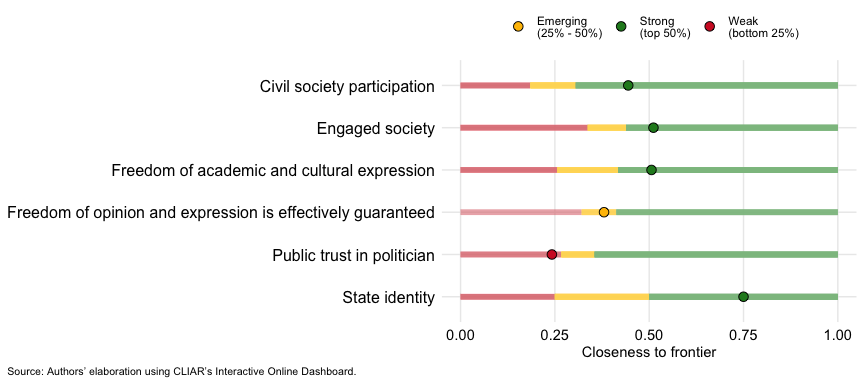 Emerging
(25% - 50%)
Strong
(top 50%)
Weak
(bottom 25%)
Civil society participation
Engaged society
Freedom of academic and cultural expression
Freedom of opinion and expression is effectively guaranteed
Public trust in politician
State identity
0.00 0.25 0.50 0.75 1.00
Closeness to frontier
Source: Authors’ elaboration using CLIAR’s Interactive Online Dashboard.